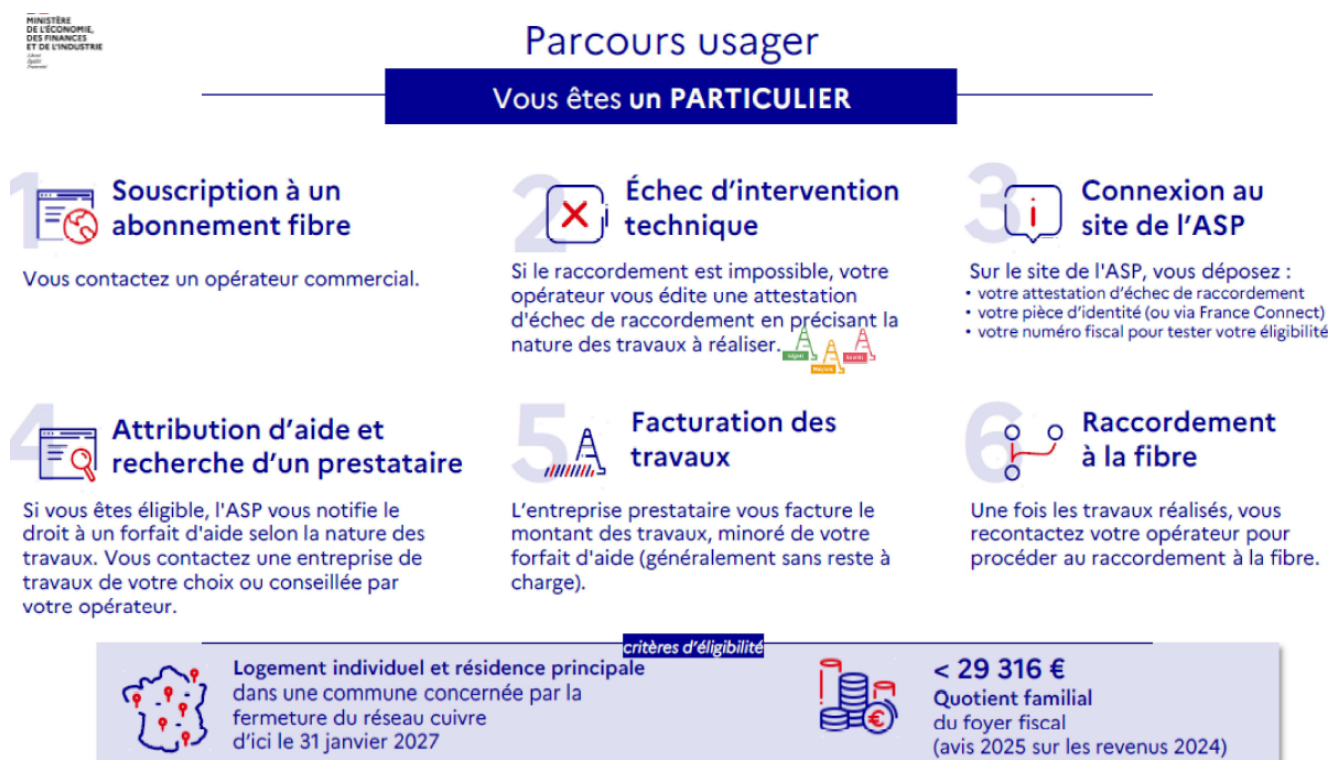 MINISTÈRE
DE L'ÉCONOMIE,
DES FINANCES
ET DE L'INDUSTRIE
Liberté
Égalité
Fraternité
Parcours usager
Vous êtes un PARTICULIER
1
Souscription à un
abonnement fibre
Vous contactez un opérateur commercial.
2
Échec d'intervention
technique
Si le raccordement est impossible, votre
opérateur vous édite une attestation
d'échec de raccordement en précisant la
nature des travaux à réaliser.
3
i
Connexion au
site de l'ASP
Sur le site de l'ASP, vous déposez :
• votre attestation d'échec de raccordement
• votre pièce d'identité (ou via France Connect)
• votre numéro fiscal pour tester votre éligibilité
4
Attribution d'aide et
recherche d'un prestataire
Si vous êtes éligible, l'ASP vous notifie le
droit à un forfait d'aide selon la nature des
travaux. Vous contactez une entreprise de
travaux de votre choix ou conseillée par
votre opérateur.
5
Facturation des
travaux
L'entreprise prestataire vous facture le
montant des travaux, minoré de votre
forfait d'aide (généralement sans reste à
charge).
6
Raccordement
à la fibre
Une fois les travaux réalisés, vous
recontactez votre opérateur pour
procéder au raccordement à la fibre.
critères d'éligibilité
Logement individuel et résidence principale
dans une commune concernée par la
fermeture du réseau cuivre
d'ici le 31 janvier 2027
€
< 29 316 €
Quotient familial
du foyer fiscal
(avis 2025 sur les revenus 2024)